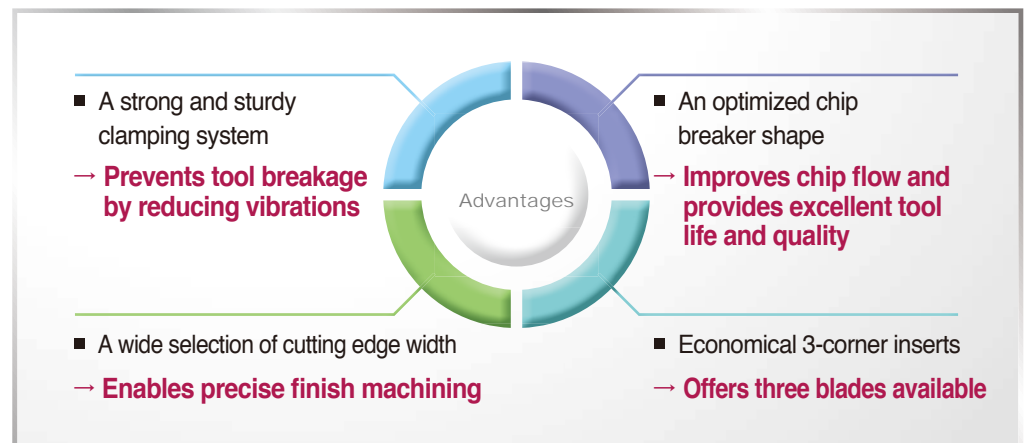 ■ A strong and sturdy
clamping system
→ Prevents tool breakage
by reducing vibrations
■ An optimized chip
breaker shape
→ Improves chip flow and
provides excellent tool
life and quality
Advantages
■ A wide selection of cutting edge width
→ Enables precise finish machining
■ Economical 3-corner inserts
→ Offers three blades available